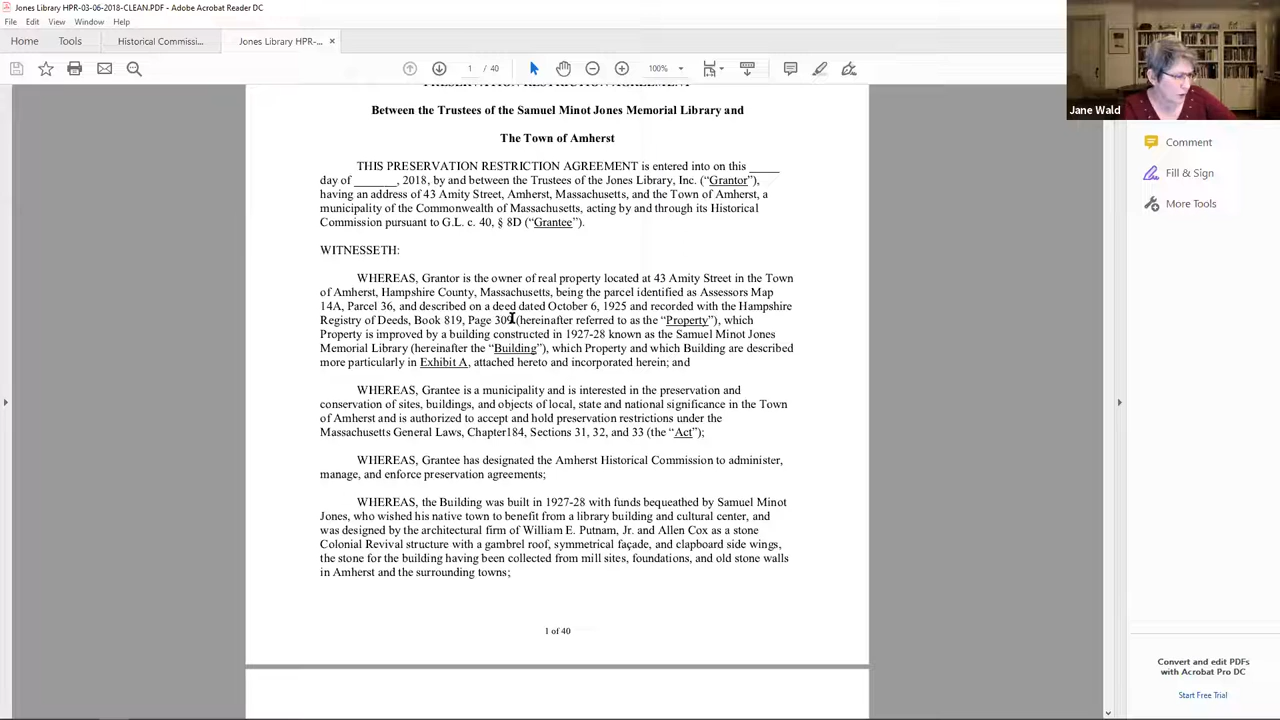 Jones Library HPR-03-06-2018-CLEAN.PDF - Adobe Acrobat Reader DC
File Edit View Window Help
Home Tools Historical Commissi... Jones Library HPR-... ×
1 / 40 100%
Jane Wald
PRESERVATION RESTRICTION AGREEMENT
Between the Trustees of the Samuel Minot Jones Memorial Library and
The Town of Amherst
THIS PRESERVATION RESTRICTION AGREEMENT is entered into on this _____
day of _______, 2018, by and between the Trustees of the Jones Library, Inc. (“Grantor”),
having an address of 43 Amity Street, Amherst, Massachusetts, and the Town of Amherst, a
municipality of the Commonwealth of Massachusetts, acting by and through its Historical
Commission pursuant to G.L. c. 40, § 8D (“Grantee”).
WITNESSETH:
WHEREAS, Grantor is the owner of real property located at 43 Amity Street in the Town
of Amherst, Hampshire County, Massachusetts, being the parcel identified as Assessors Map
14A, Parcel 36, and described on a deed dated October 6, 1925 and recorded with the Hampshire
Registry of Deeds, Book 819, Page 309 (hereinafter referred to as the “Property”), which
Property is improved by a building constructed in 1927-28 known as the Samuel Minot Jones
Memorial Library (hereinafter the “Building”), which Property and which Building are described
more particularly in Exhibit A, attached hereto and incorporated herein; and
WHEREAS, Grantee is a municipality and is interested in the preservation and
conservation of sites, buildings, and objects of local, state and national significance in the Town
of Amherst and is authorized to accept and hold preservation restrictions under the
Massachusetts General Laws, Chapter184, Sections 31, 32, and 33 (the “Act”);
WHEREAS, Grantee has designated the Amherst Historical Commission to administer,
manage, and enforce preservation agreements;
WHEREAS, the Building was built in 1927-28 with funds bequeathed by Samuel Minot
Jones, who wished his native town to benefit from a library building and cultural center, and
was designed by the architectural firm of William E. Putnam, Jr. and Allen Cox as a stone
Colonial Revival structure with a gambrel roof, symmetrical façade, and clapboard side wings,
the stone for the building having been collected from mill sites, foundations, and old stone walls
in Amherst and the surrounding towns;
1 of 40
Comment
Fill & Sign
More Tools
Convert and edit PDFs
with Acrobat Pro DC
Start Free Trial